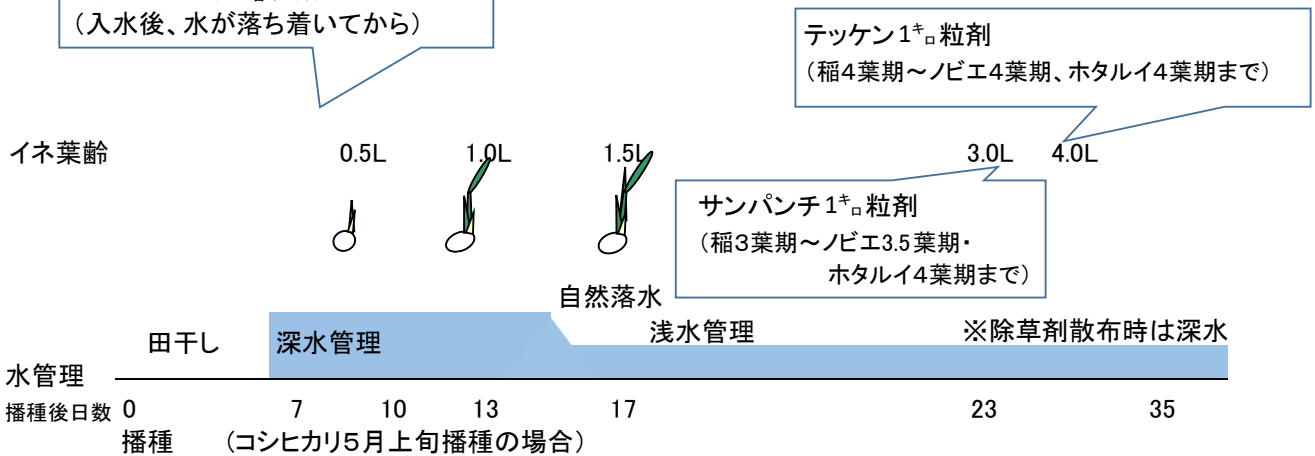 (入水後、水が落ち着いてから)
テッケン1㌔粒剤
(稲4葉期～ノビエ4葉期、ホタルイ4葉期まで)
イネ葉齢
0.5L
1.0L
1.5L
3.0L
4.0L
サンパンチ1㌔粒剤
(稲3葉期～ノビエ3.5葉期・
ホタルイ4葉期まで)
自然落水
田干し
深水管理
浅水管理
※除草剤散布時は深水
水管理
播種後日数
0
7
10
13
17
23
35
播種
(コシヒカリ5月上旬播種の場合)